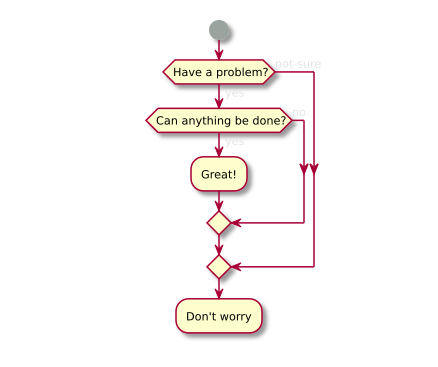 Have a problem?
not sure
yes
Can anything be done?
no
yes
Great!
Don't worry